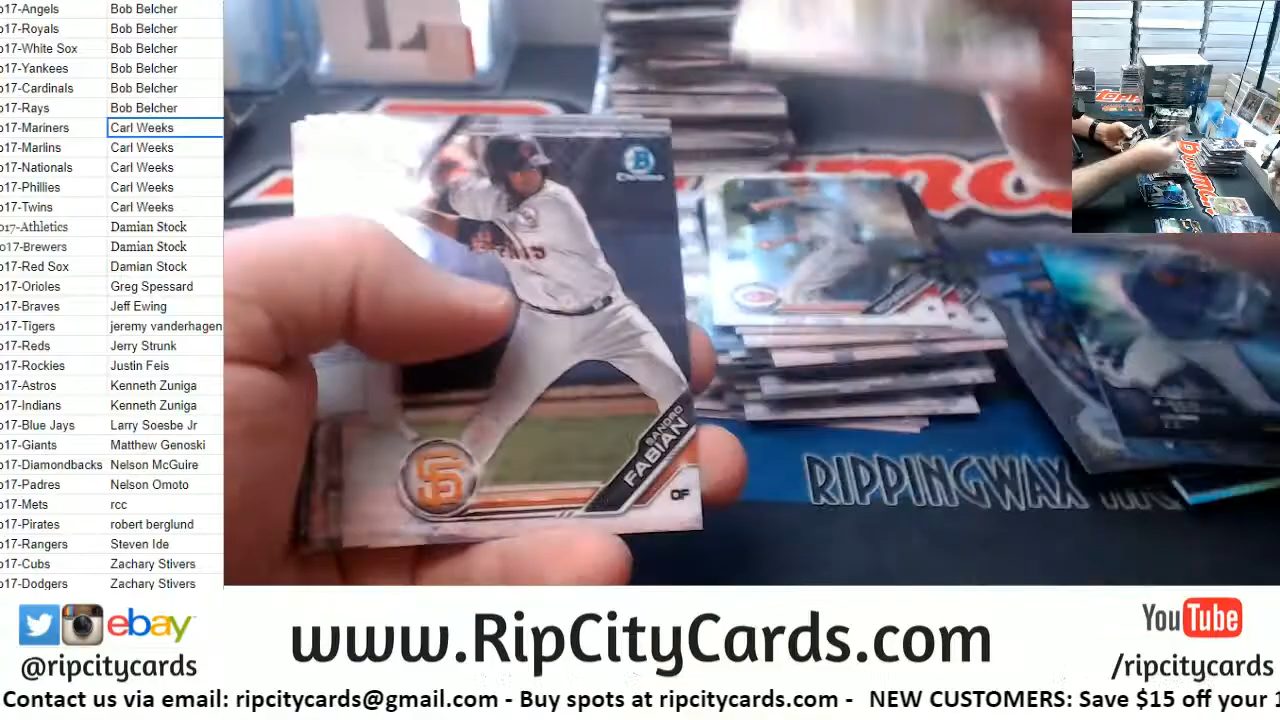 o17-Angels Bob Belcher
o17-Royals Bob Belcher
o17-White Sox Bob Belcher
o17-Yankees Bob Belcher
o17-Cardinals Bob Belcher
o17-Rays Bob Belcher
o17-Mariners Carl Weeks
o17-Marlins Carl Weeks
o17-Nationals Carl Weeks
o17-Phillies Carl Weeks
o17-Twins Carl Weeks
o17-Athletics Damian Stock
o17-Brewers Damian Stock
o17-Red Sox Damian Stock
o17-Orioles Greg Spessard
o17-Braves Jeff Ewing
o17-Tigers jeremy vanderhagen
o17-Reds Jerry Strunk
o17-Rockies Justin Feis
o17-Astros Kenneth Zuniga
o17-Indians Kenneth Zuniga
o17-Blue Jays Larry Soesbe Jr
o17-Giants Matthew Genoski
o17-Diamondbacks Nelson McGuire
o17-Padres Nelson Omoto
o17-Mets rcc
o17-Pirates robert berglund
o17-Rangers Steven Ide
o17-Cubs Zachary Stivers
o17-Dodgers Zachary Stivers
B
Chrome
SF
SANDRO
FABIAN
OF
RIPPINGWAX
ebay
@ripcitycards
www.RipCityCards.com
YouTube
/ripcitycards
Contact us via email: ripcitycards@gmail.com - Buy spots at ripcitycards.com - NEW CUSTOMERS: Save $15 off your 1